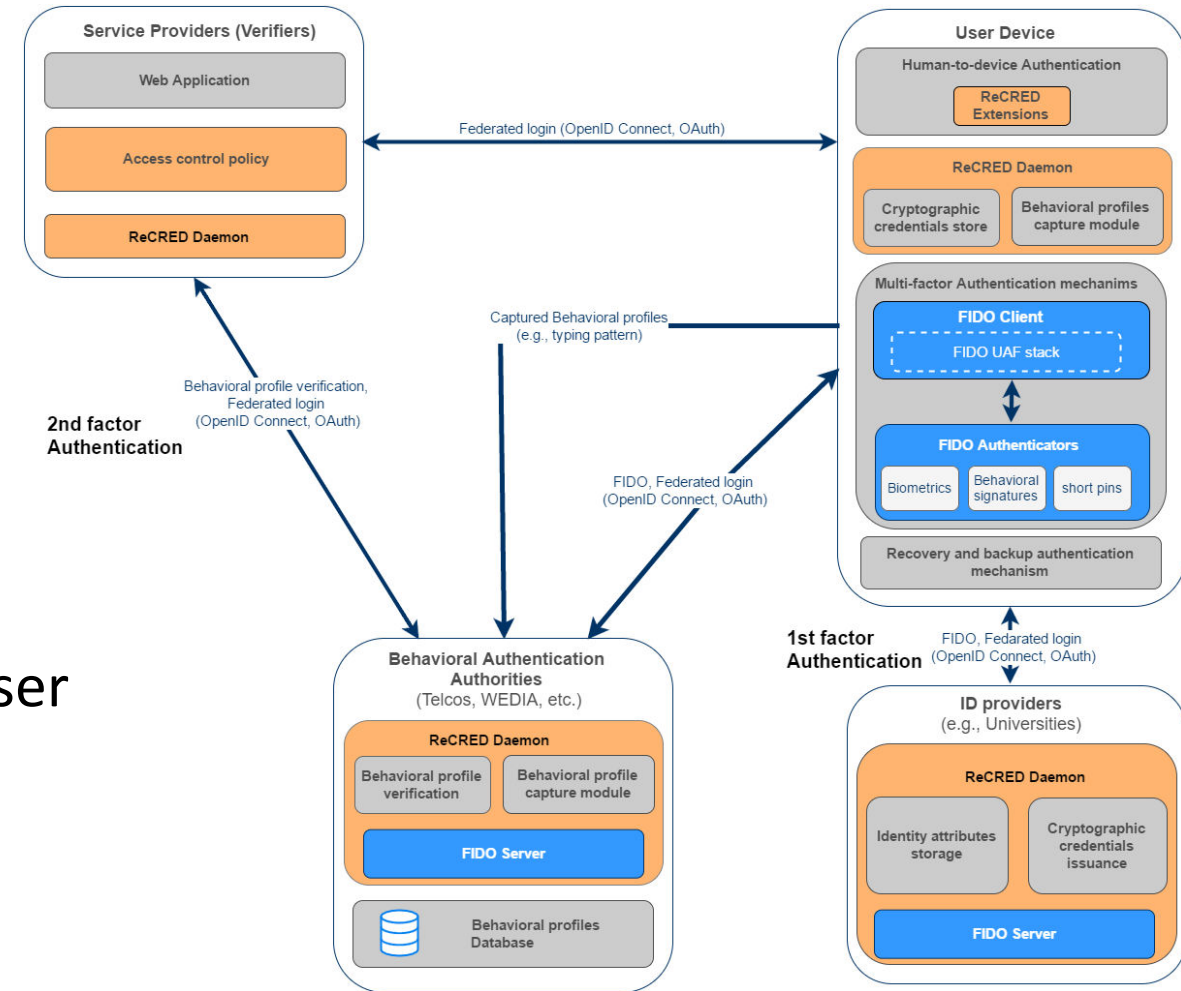 Service Providers (Verifiers)
Web Application
Access control policy
ReCRED Daemon
Federated login (OpenID Connect, OAuth)
User Device
Human-to-device Authentication
ReCRED
Extensions
ReCRED Daemon
Cryptographic
credentials store
Behavioral profiles
capture module
Multi-factor Authentication mechanims
FIDO Client
FIDO UAF stack
FIDO Authenticators
Biometrics
Behavioral
signatures
short pins
Recovery and backup authentication
mechanism
Captured Behavioral profiles
(e.g., typing pattern)
Behavioral profile verification,
Federated login
(OpenID Connect, OAuth)
2nd factor
Authentication
FIDO, Federated login
(OpenID Connect, OAuth)
1st factor
Authentication
FIDO, Fedarated login
(OpenID Connect, OAuth)
ser
Behavioral Authentication
Authorities
(Telcos, WEDIA, etc.)
ReCRED Daemon
Behavioral profile
verification
Behavioral profile
capture module
FIDO Server
Behavioral profiles
Database
ID providers
(e.g., Universities)
ReCRED Daemon
Identity attributes
storage
Cryptographic
credentials
issuance
FIDO Server